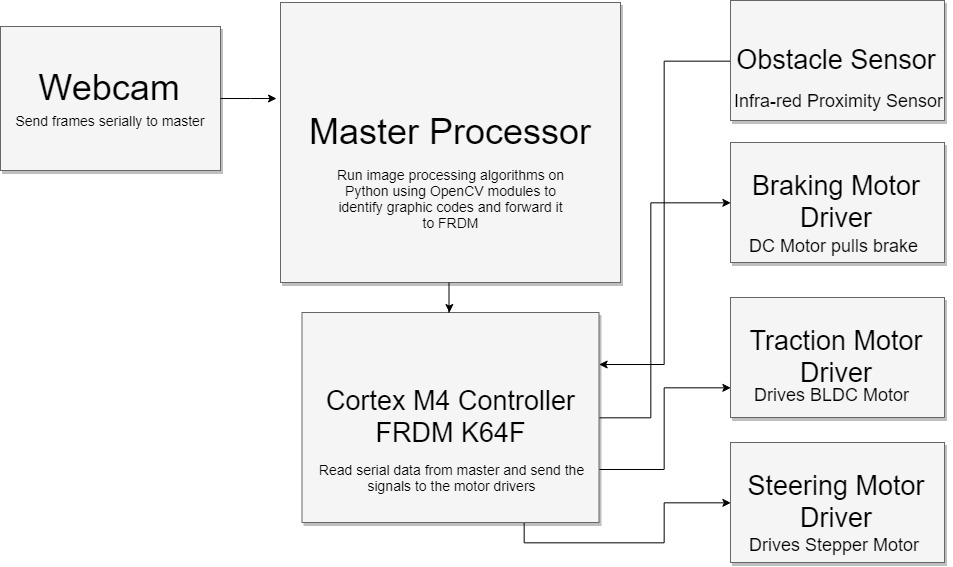 Webcam
Send frames serially to master
Master Processor
Run image processing algorithms on
Python using OpenCV modules to
identify graphic codes and forward it
to FRDM
Cortex M4 Controller
FRDM K64F
Read serial data from master and send the
signals to the motor drivers
Obstacle Sensor
Infra-red Proximity Sensor
Braking Motor
Driver
DC Motor pulls brake
Traction Motor
Driver
Drives BLDC Motor
Steering Motor
Driver
Drives Stepper Motor